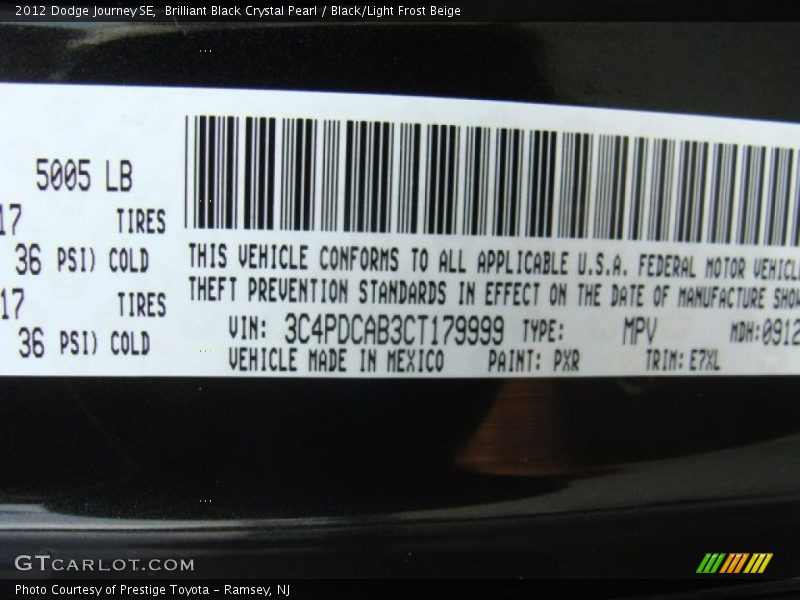 2012 Dodge Journey SE, Brilliant Black Crystal Pearl / Black/Light Frost Beige
5005 LB
17 TIRES
36 PSI) COLD
17 TIRES
36 PSI) COLD
THIS VEHICLE CONFORMS TO ALL APPLICABLE U.S.A. FEDERAL MOTOR VEHICL
THEFT PREVENTION STANDARDS IN EFFECT ON THE DATE OF MANUFACTURE SHOW
VIN: 3C4PDCAB3CT179999 TYPE: MPV MDH:0912
VEHICLE MADE IN MEXICO PAINT: PXR TRIM: E7XL
GTCARLOT.COM
Photo Courtesy of Prestige Toyota - Ramsey, NJ